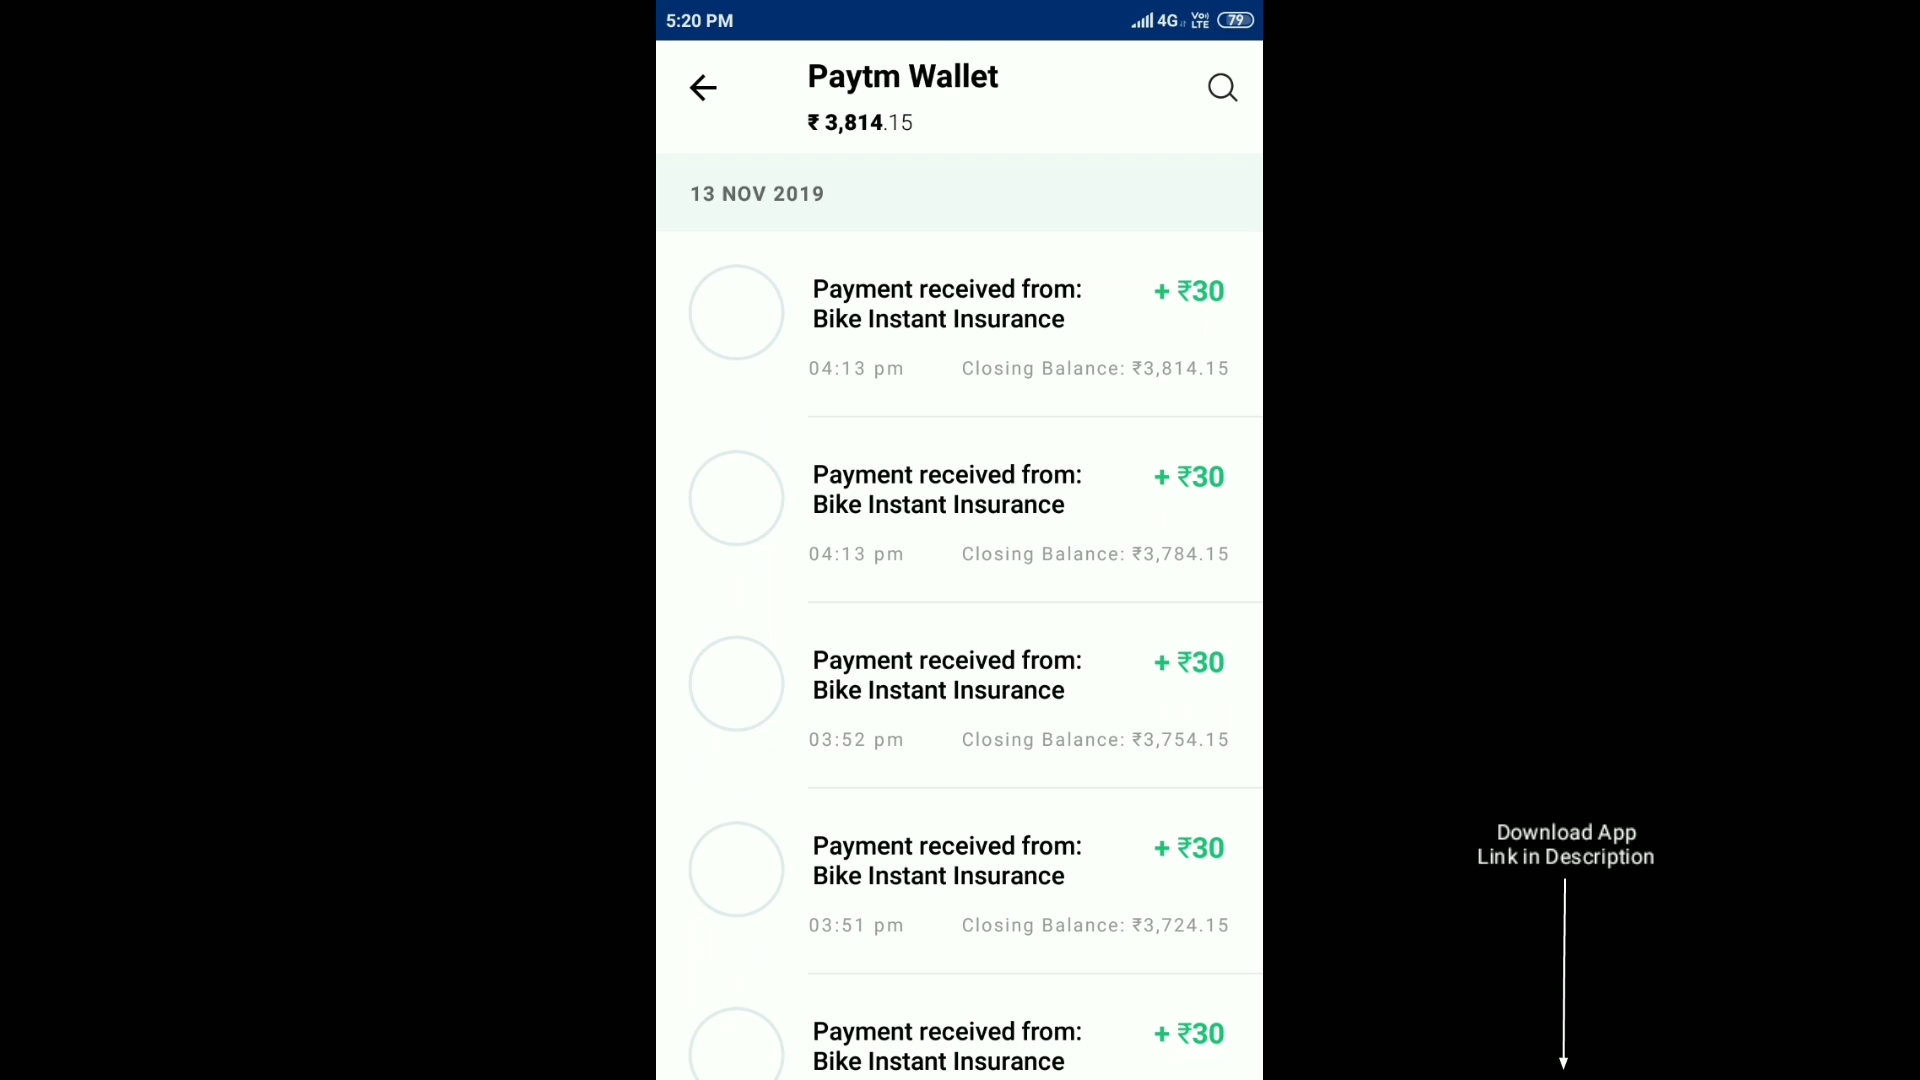 5:20 PM
4G
Vo))
LTE
79
Paytm Wallet
₹ 3,814.15
13 NOV 2019
Payment received from:
Bike Instant Insurance
+ ₹30
04:13 pm
Closing Balance: ₹3,814.15
Payment received from:
Bike Instant Insurance
+ ₹30
04:13 pm
Closing Balance: ₹3,784.15
Payment received from:
Bike Instant Insurance
+ ₹30
03:52 pm
Closing Balance: ₹3,754.15
Payment received from:
Bike Instant Insurance
+ ₹30
03:51 pm
Closing Balance: ₹3,724.15
Payment received from:
Bike Instant Insurance
+ ₹30
Download App
Link in Description